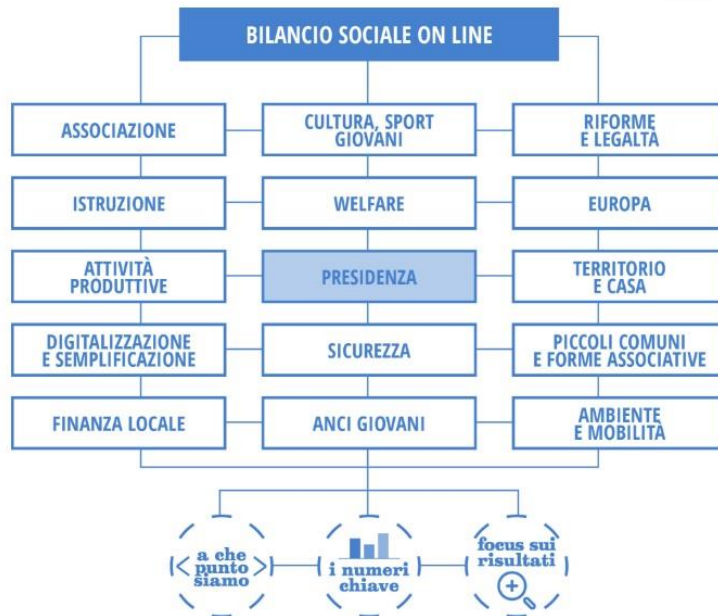 BILANCIO SOCIALE ON LINE
ASSOCIAZIONE
CULTURA, SPORT
GIOVANI
RIFORME
E LEGALTÀ
ISTRUZIONE
WELFARE
EUROPA
ATTIVITÀ
PRODUTTIVE
PRESIDENZA
TERRITORIO
E CASA
DIGITALIZZAZIONE
E SEMPLIFICAZIONE
SICUREZZA
PICCOLI COMUNI
E FORME ASSOCIATIVE
FINANZA LOCALE
ANCI GIOVANI
AMBIENTE
E MOBILITÀ
a che
punto
siamo
i numeri
chiave
focus sui
risultati